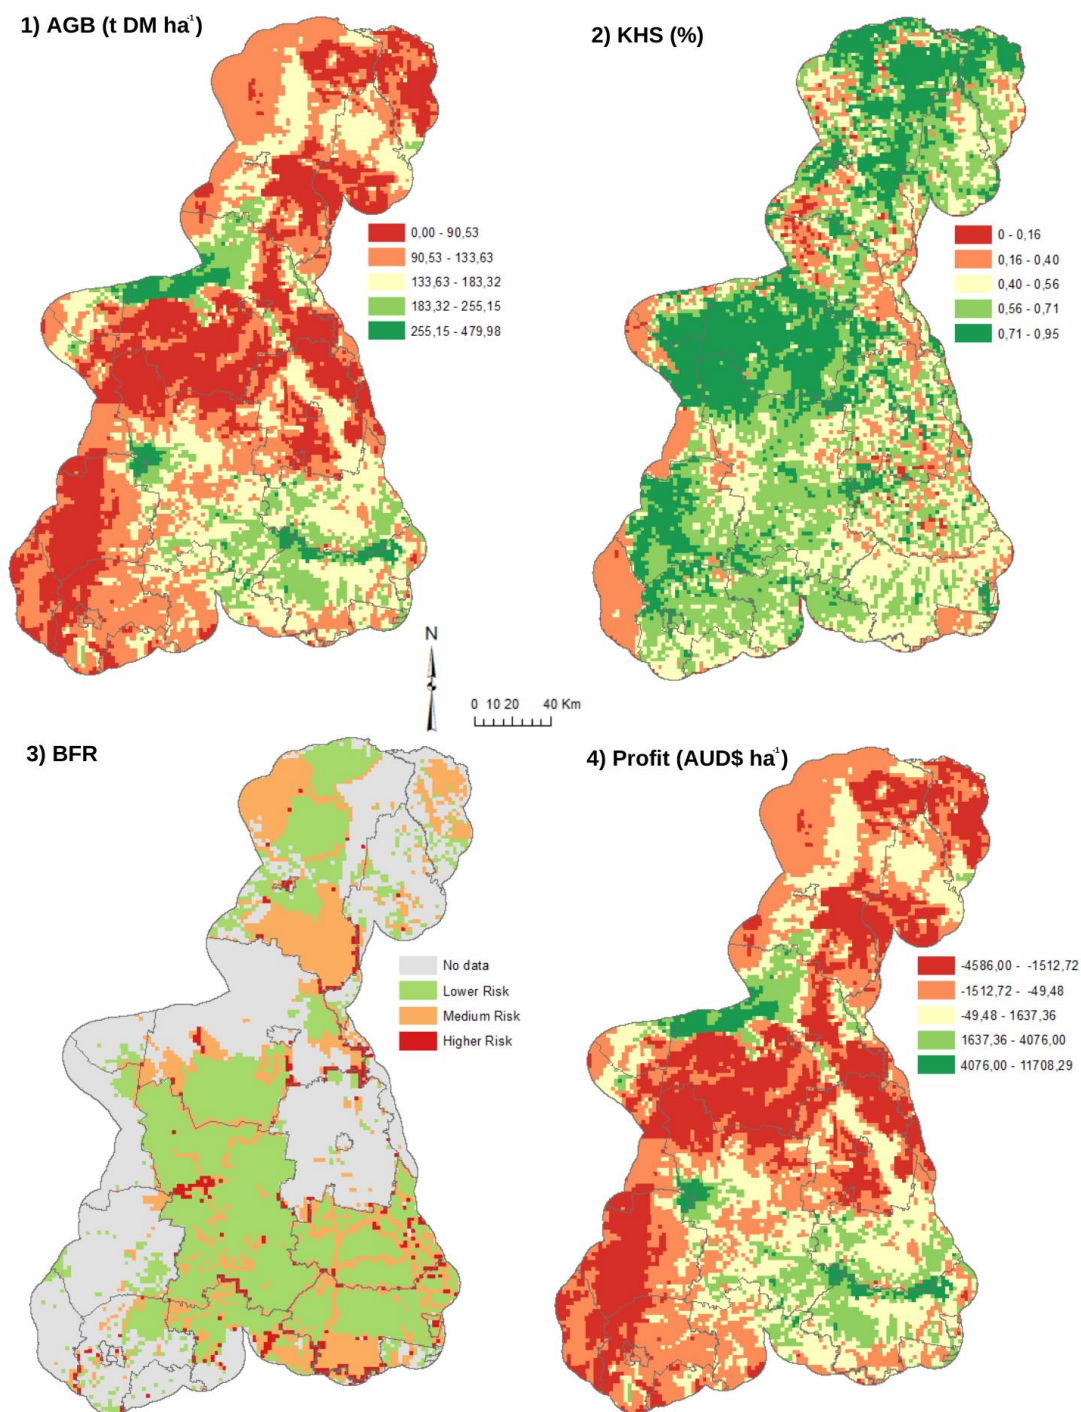 1) AGB (t DM ha⁻¹)
2) KHS (%)
0,00 - 90,53
90,53 - 133,63
133,63 - 183,32
183,32 - 255,15
255,15 - 479,98
0 - 0,16
0,16 - 0,40
0,40 - 0,56
0,56 - 0,71
0,71 - 0,95
N
0 10 20 40 Km
3) BFR
4) Profit (AUD$ ha⁻¹)
No data
Lower Risk
Medium Risk
Higher Risk
-4586,00 - -1512,72
-1512,72 - -49,48
-49,48 - 1637,36
1637,36 - 4076,00
4076,00 - 11708,29